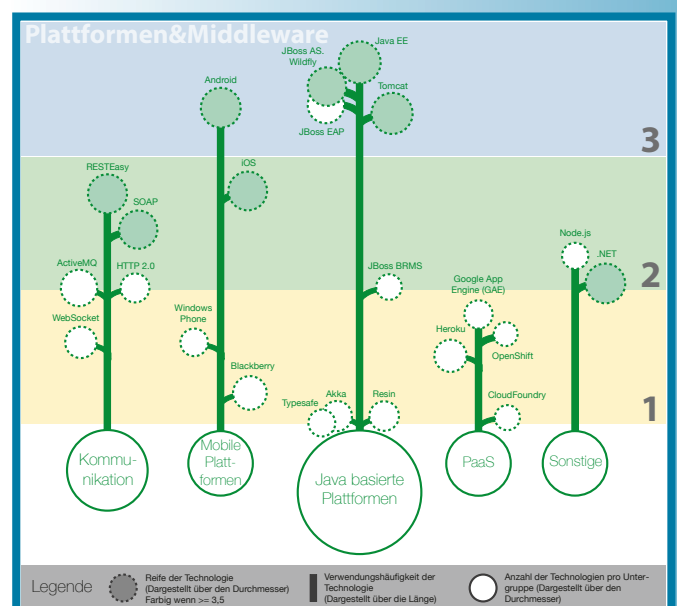 Plattformen&Middleware
Java EE
JBoss AS.
Wildfly
Android
Tomcat
JBoss EAP
3
RESTEasy
iOS
SOAP
Node.js
.NET
ActiveMQ
HTTP 2.0
JBoss BRMS
Google App
Engine (GAE)
2
Windows
Phone
WebSocket
Heroku
OpenShift
Blackberry
Typesafe
Akka
Resin
CloudFoundry
1
Kommu-
nikation
Mobile
Platt-
formen
Java basierte
Plattformen
PaaS
Sonstige
Legende
Reife der Technologie
(Dargestellt über den Durchmesser)
Farbig wenn >= 3,5
Verwendungshäufigkeit der
Technologie
(Dargestellt über die Länge)
Anzahl der Technologien pro Unter-
gruppe (Dargestellt über den
Durchmesser)